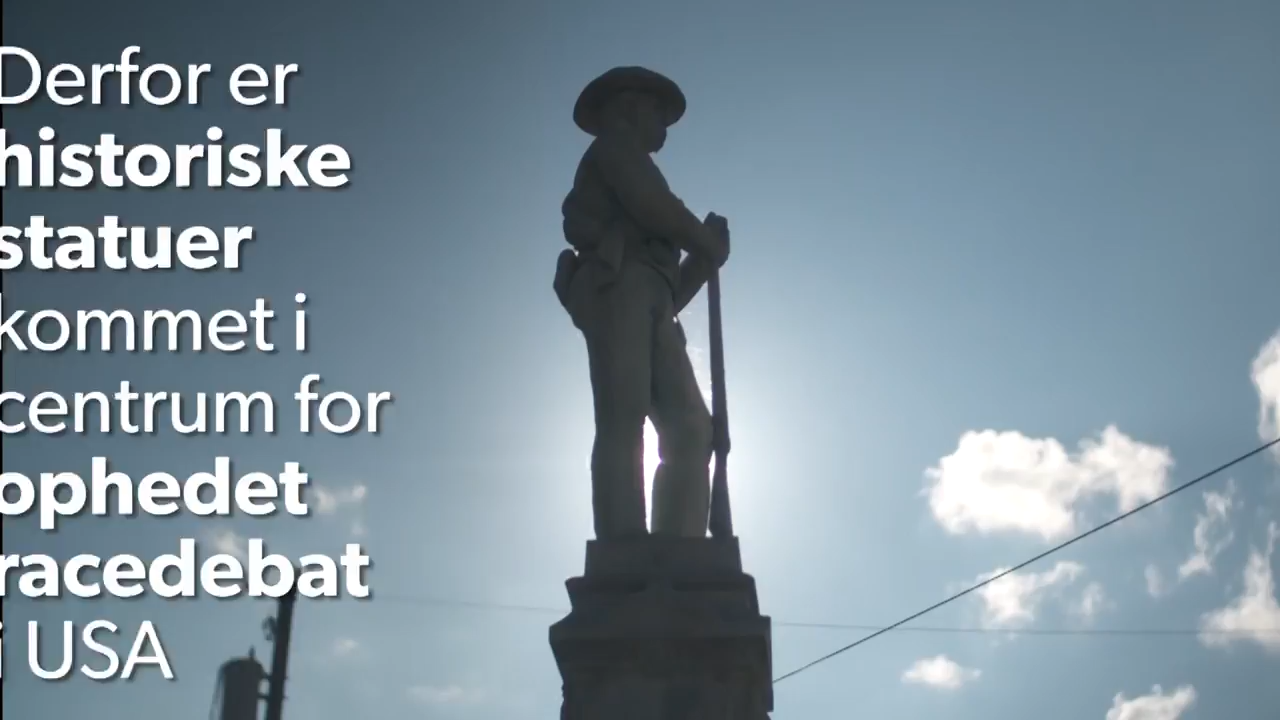 Derfor er
historiske
statuer
kommet i
centrum for
ophedet
racedebat
i USA